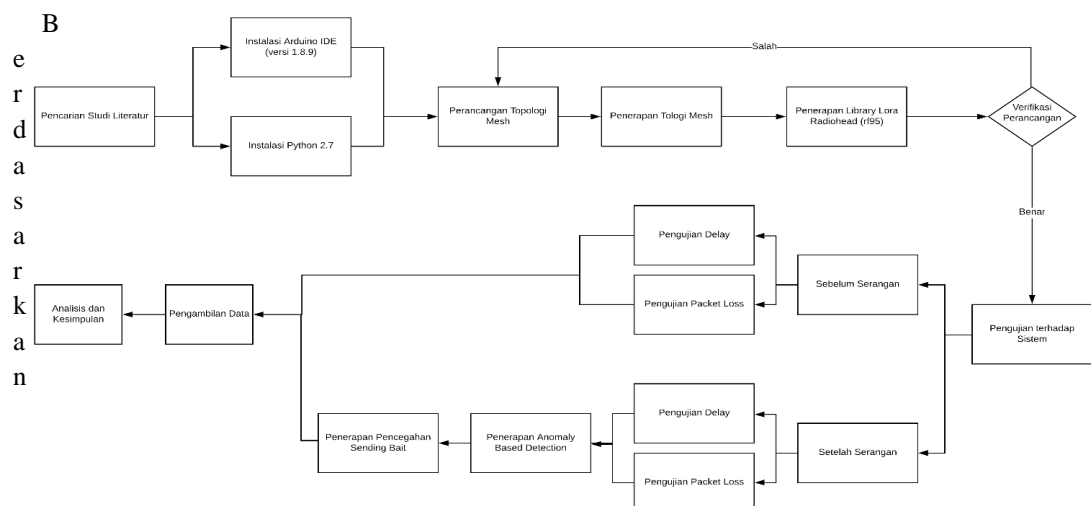 B
e
r
d
a
s
a
r
k
a
n
Pencarian Studi Literatur
Instalasi Arduino IDE
(versi 1.8.9)
Instalasi Python 2.7
Perancangan Topologi
Mesh
Penerapan Tologi Mesh
Penerapan Library Lora
Radiohead (rf95)
Verifikasi
Perancangan
Salah
Benar
Pengujian terhadap
Sistem
Sebelum Serangan
Pengujian Delay
Pengujian Packet Loss
Setelah Serangan
Pengujian Delay
Pengujian Packet Loss
Penerapan Anomaly
Based Detection
Penerapan Pencegahan
Sending Bait
Pengambilan Data
Analisis dan
Kesimpulan